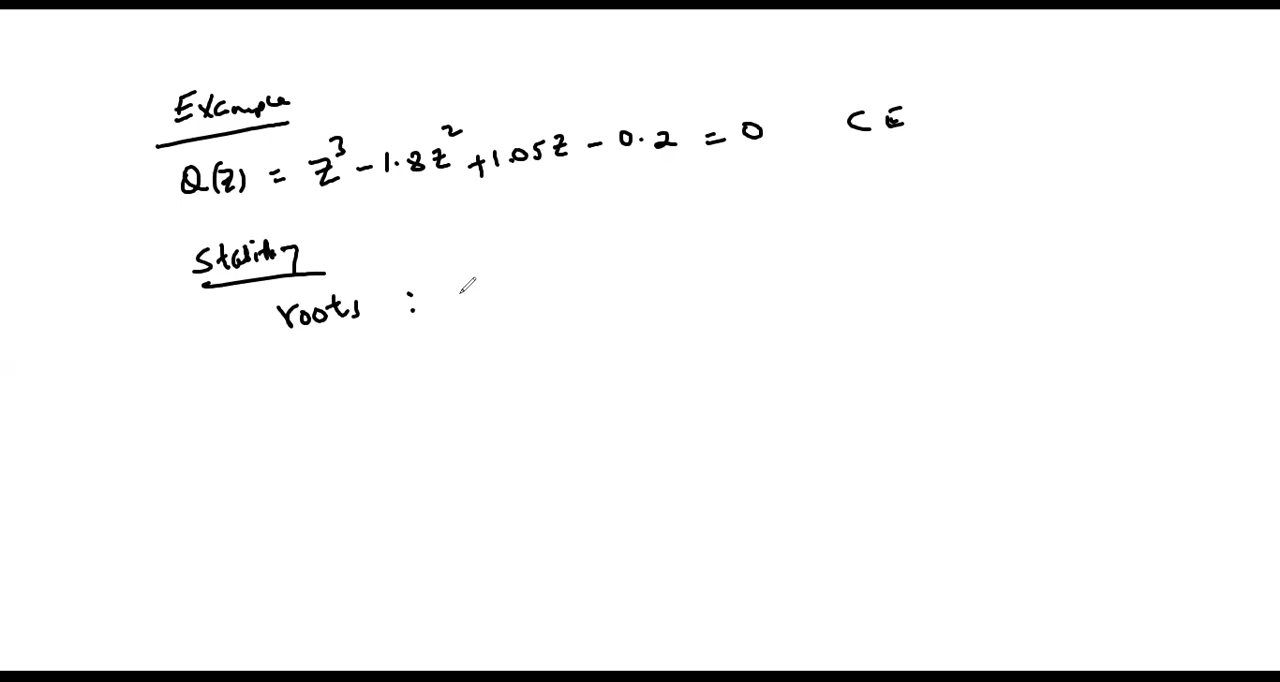 Example
Q(z) = z³ - 1.8z² + 1.05z - 0.2 = 0 CE
Stability
roots :